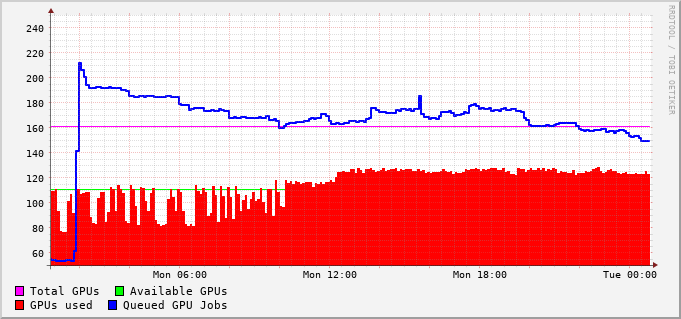 240
220
200
180
160
140
120
100
80
60
Mon 06:00 Mon 12:00 Mon 18:00 Tue 00:00
Total GPUs Available GPUs
GPUs used Queued GPU Jobs
RRDTOOL / TOBI OETIKER